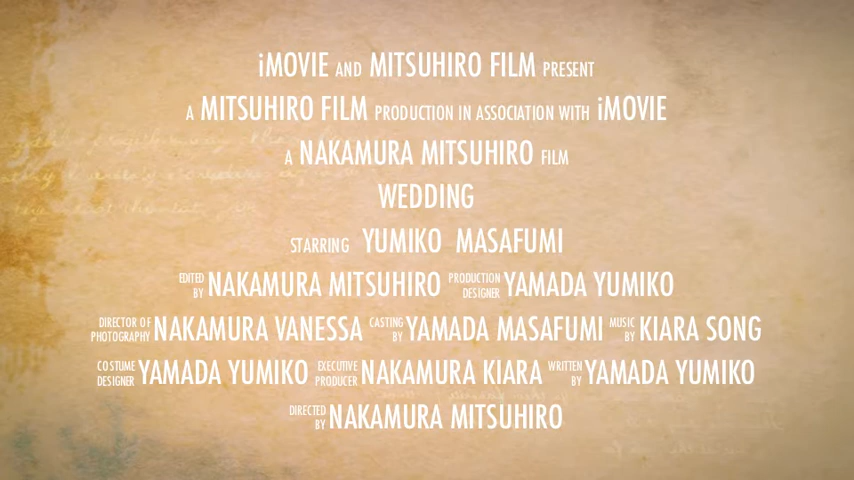 iMOVIE AND MITSUHIRO FILM PRESENT
A MITSUHIRO FILM PRODUCTION IN ASSOCIATION WITH iMOVIE
A NAKAMURA MITSUHIRO FILM
WEDDING
STARRING YUMIKO MASAFUMI
EDITED BY NAKAMURA MITSUHIRO PRODUCTION DESIGNER YAMADA YUMIKO
DIRECTOR OF PHOTOGRAPHY NAKAMURA VANESSA CASTING BY YAMADA MASAFUMI MUSIC BY KIARA SONG
COSTUME DESIGNER YAMADA YUMIKO EXECUTIVE PRODUCER NAKAMURA KIARA WRITTEN BY YAMADA YUMIKO
DIRECTED BY NAKAMURA MITSUHIRO